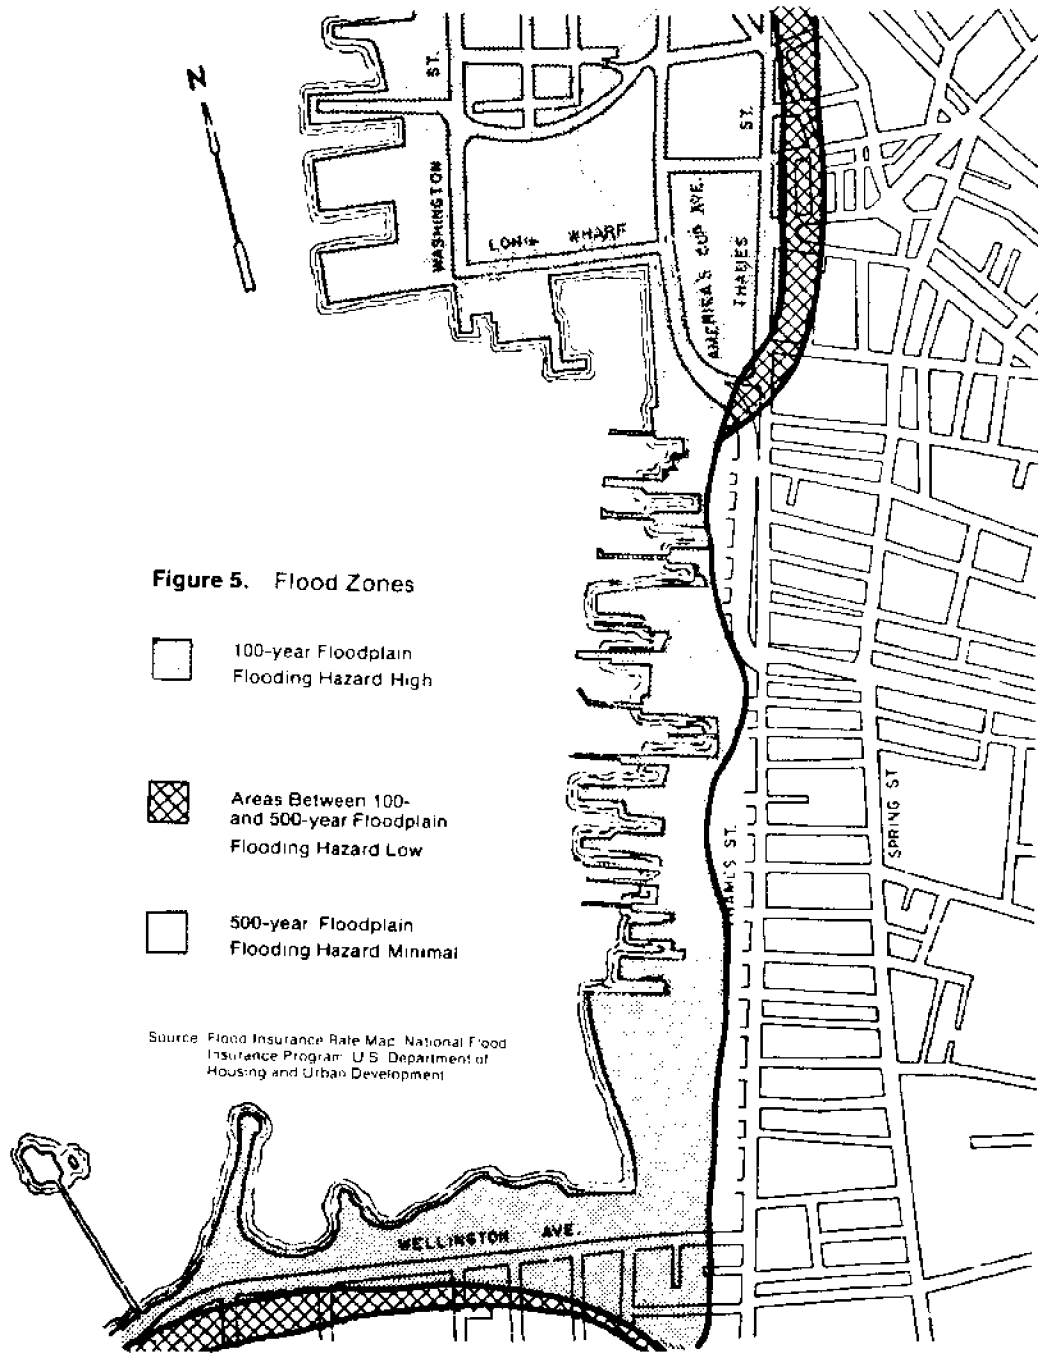 N
ST.
ST.
WASHINGTON
LONG WHARF
AMERICA'S CUP AVE.
THAMES
Figure 5. Flood Zones
100-year Floodplain
Flooding Hazard High
Areas Between 100-
and 500-year Floodplain
Flooding Hazard Low
500-year Floodplain
Flooding Hazard Minimal
Source: Flood Insurance Rate Map, National Flood
Insurance Program, U.S. Department of
Housing and Urban Development
SPRING ST
THAMES ST.
WELLINGTON AVE.